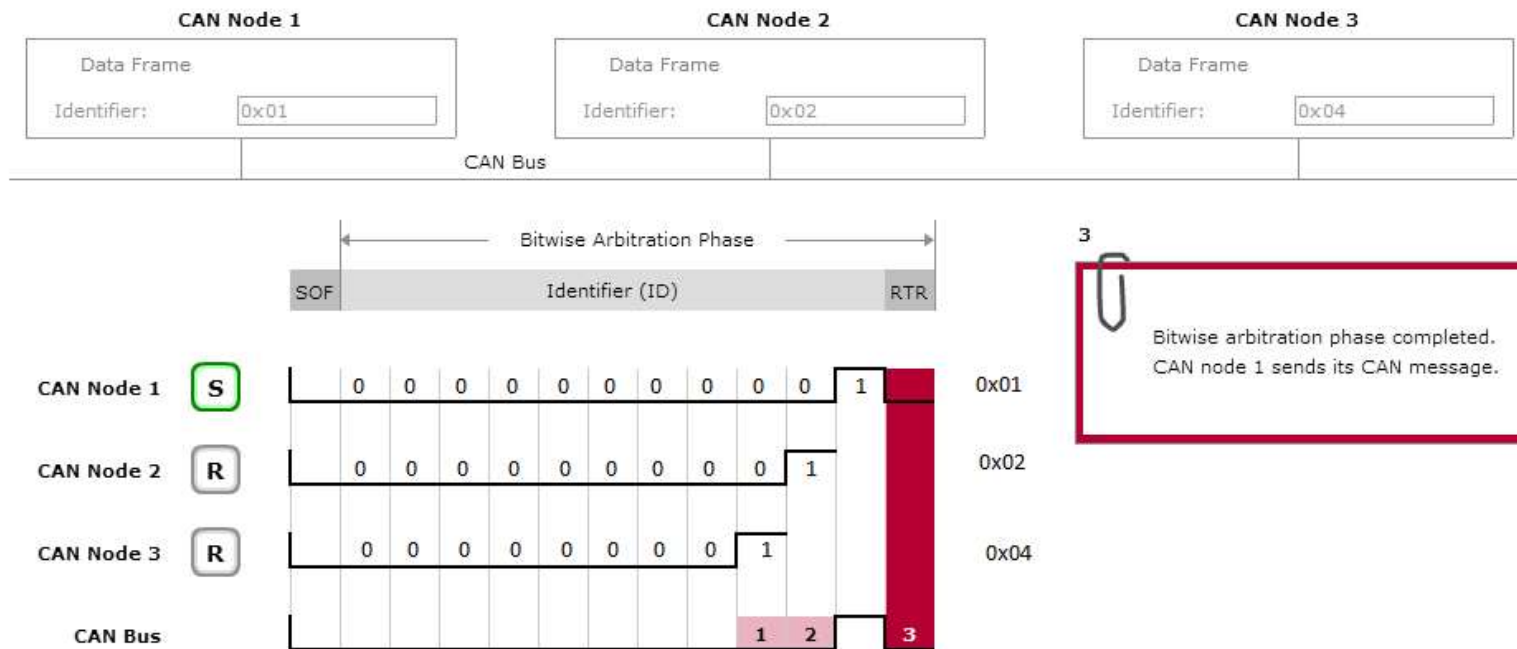 CAN Node 1 CAN Node 2 CAN Node 3
Data Frame Data Frame Data Frame
Identifier: 0x01 Identifier: 0x02 Identifier: 0x04
CAN Bus
Bitwise Arbitration Phase
SOF Identifier (ID) RTR
3
Bitwise arbitration phase completed.
CAN node 1 sends its CAN message.
CAN Node 1 S 0 0 0 0 0 0 0 0 0 0 1 0x01
CAN Node 2 R 0 0 0 0 0 0 0 0 0 1 0x02
CAN Node 3 R 0 0 0 0 0 0 0 0 1 0x04
CAN Bus 1 2 3